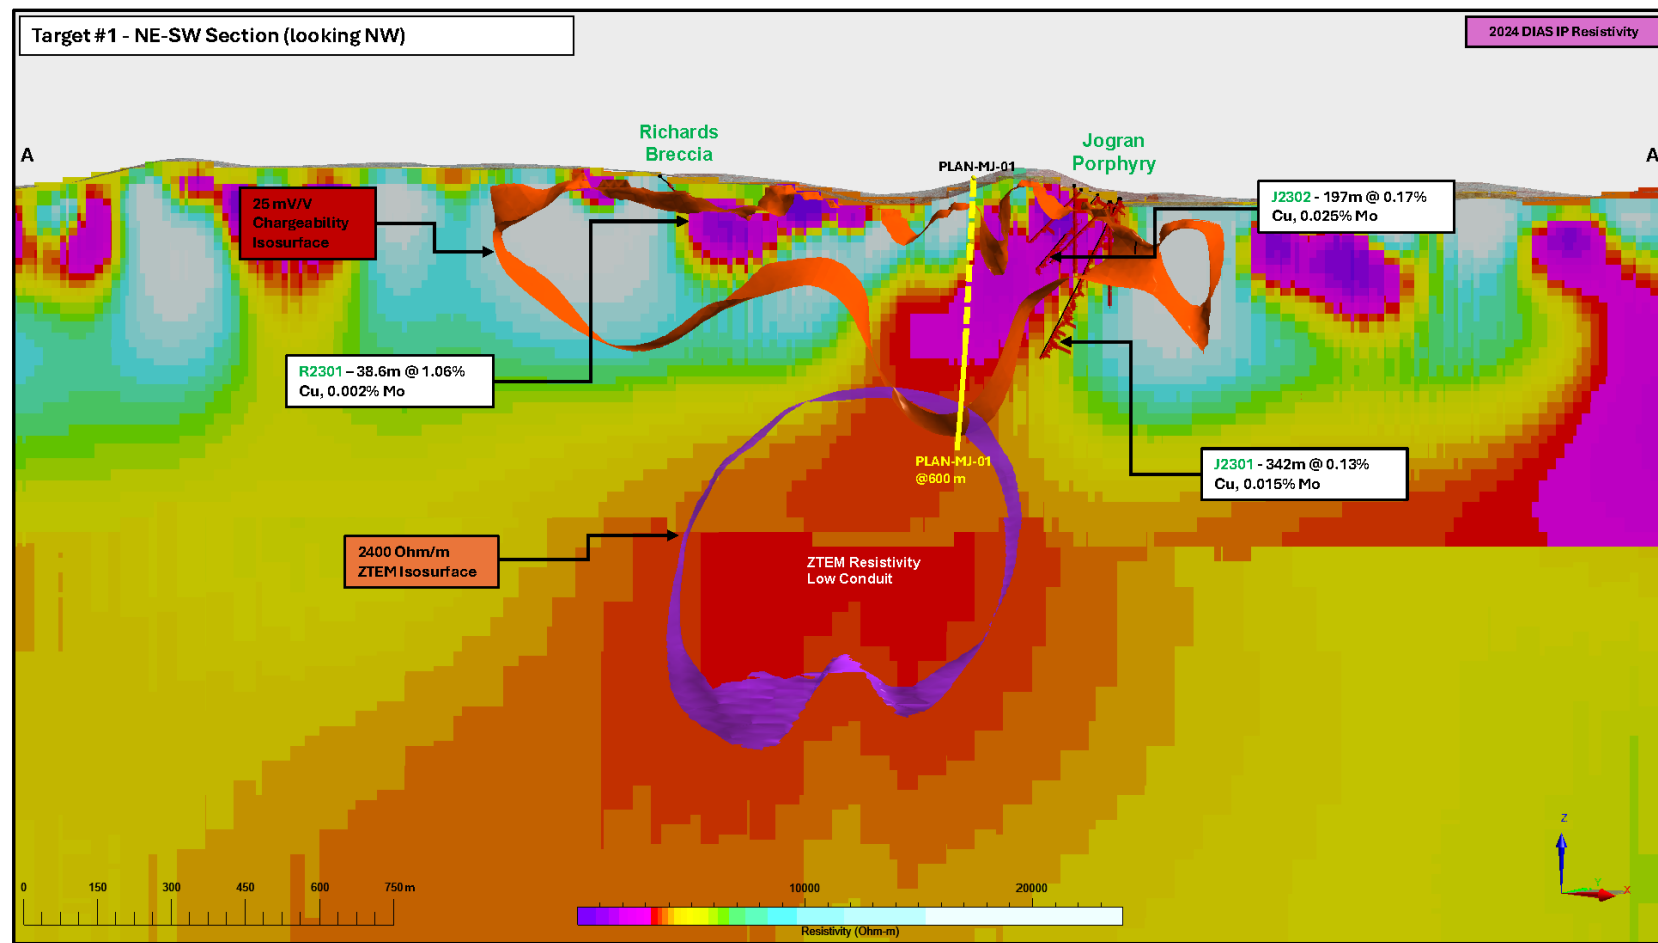 Target #1 - NE-SW Section (looking NW)
2024 DIAS IP Resistivity
Richards
Breccia
Jogran
Porphyry
A
A
PLAN-MJ-01
25 mV/V
Chargeability
Isosurface
J2302 - 197m @ 0.17%
Cu, 0.025% Mo
R2301 – 38.6m @ 1.06%
Cu, 0.002% Mo
PLAN-MJ-01
@600 m
J2301 - 342m @ 0.13%
Cu, 0.015% Mo
2400 Ohm/m
ZTEM Isosurface
ZTEM Resistivity
Low Conduit
0 150 300 450 600 750 m
10000 20000
Resistivity (Ohm-m)
Z
Y
X